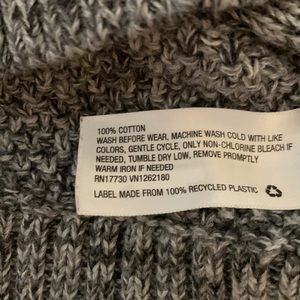 100% COTTON
WASH BEFORE WEAR, MACHINE WASH COLD WITH LIKE
COLORS, GENTLE CYCLE, ONLY NON-CHLORINE BLEACH IF
NEEDED, TUMBLE DRY LOW, REMOVE PROMPTLY
WARM IRON IF NEEDED
RN17730 VN1262180
LABEL MADE FROM 100% RECYCLED PLASTIC